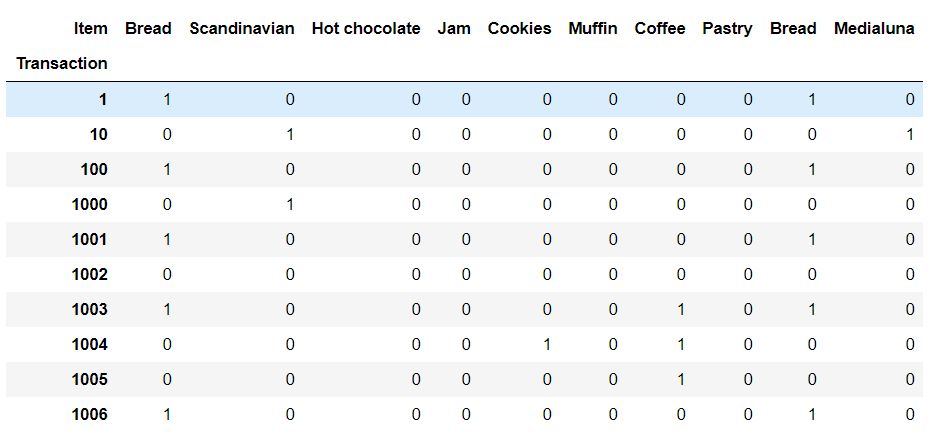 Item Bread Scandinavian Hot chocolate Jam Cookies Muffin Coffee Pastry Bread Medialuna
Transaction
1 1 0 0 0 0 0 0 0 1 0
10 0 1 0 0 0 0 0 0 0 1
100 1 0 0 0 0 0 0 0 1 0
1000 0 1 0 0 0 0 0 0 0 0
1001 1 0 0 0 0 0 0 0 1 0
1002 0 0 0 0 0 0 0 0 0 0
1003 1 0 0 0 0 0 1 0 1 0
1004 0 0 0 0 1 0 1 0 0 0
1005 0 0 0 0 0 0 1 0 0 0
1006 1 0 0 0 0 0 0 0 1 0